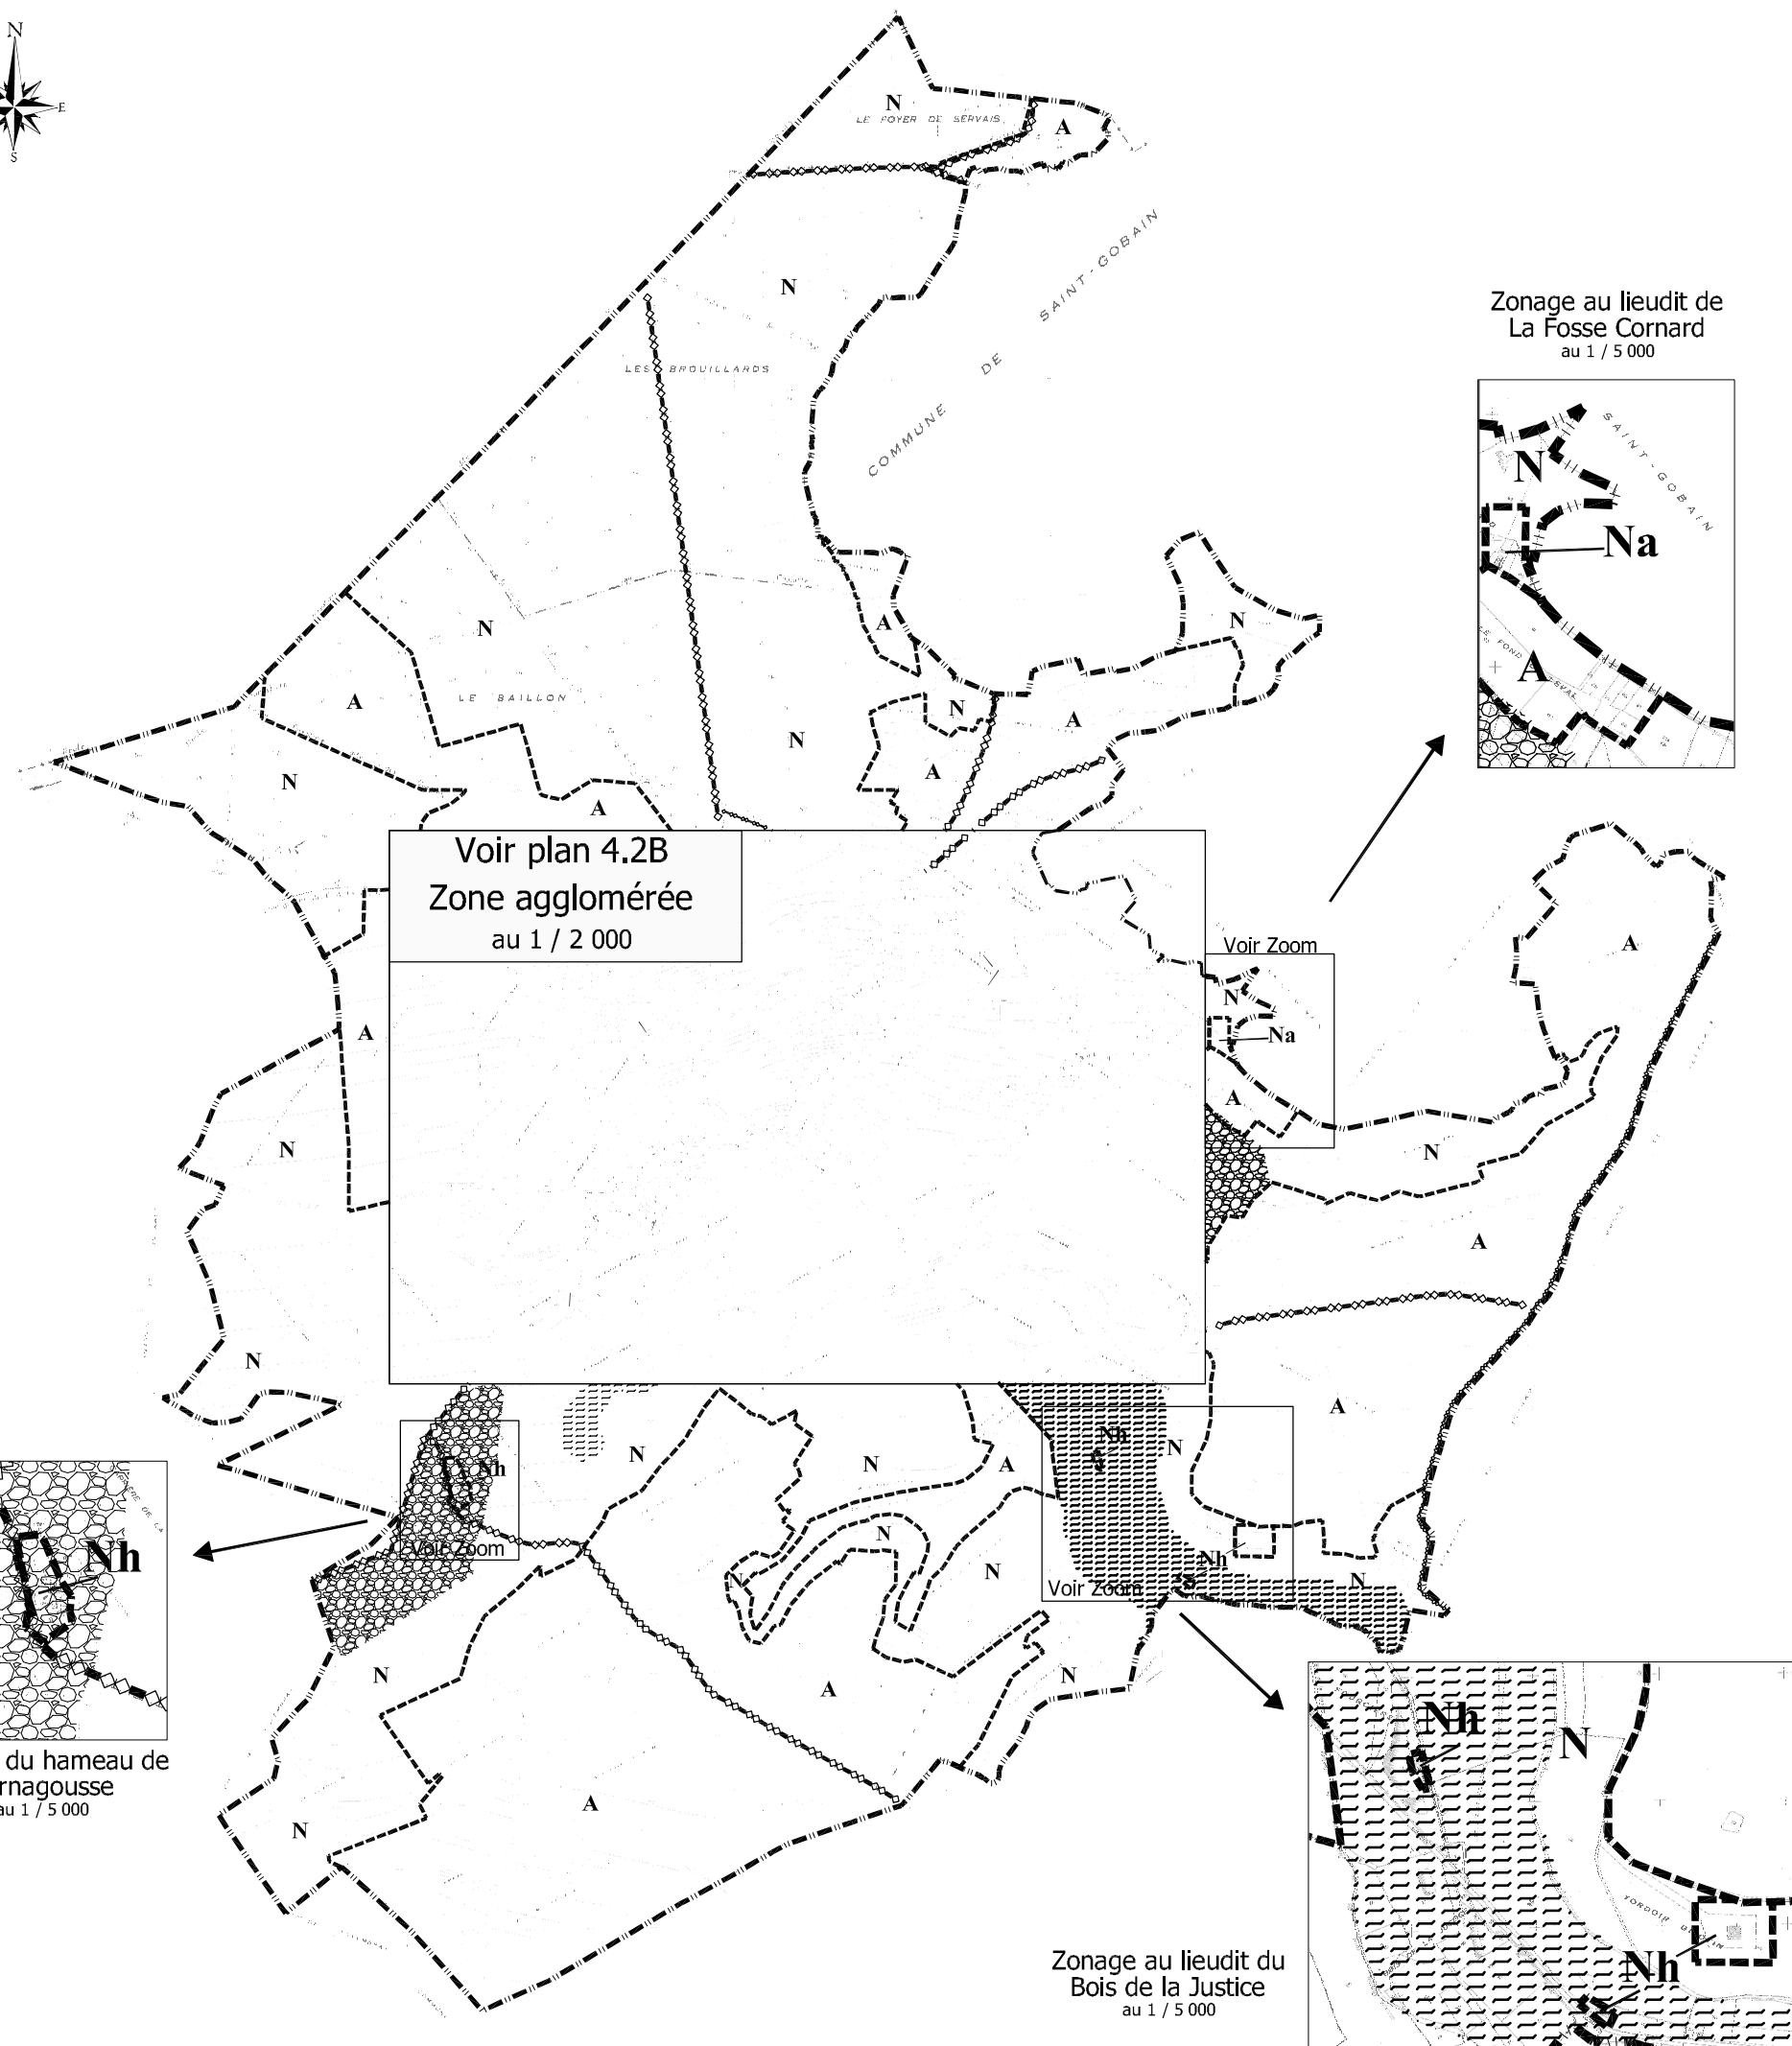 N
E
S
N
LE FOYER DE SERVAIS
A
COMMUNE DE SAINT-GOBAIN
N
Zonage au lieudit de
La Fosse Cornard
au 1 / 5 000
LES BROUILLARDS
SAINT-GOBAIN
N
Na
A
N
A
N
A
LE BAILLON
N
A
N
N
A
A
A
Voir plan 4.2B
Zone agglomérée
au 1 / 2 000
Voir Zoom
A
N
Na
A
A
N
N
A
N
A
Nh
N
N
N
A
Nh
N
Voir Zoom
N
N
N
Nh
N
Voir Zoom
Nh
N
A
N
A
N
du hameau de
rnagousse
au 1 / 5 000
Nh
N
YORDOIR
Nh
Zonage au lieudit du
Bois de la Justice
au 1 / 5 000